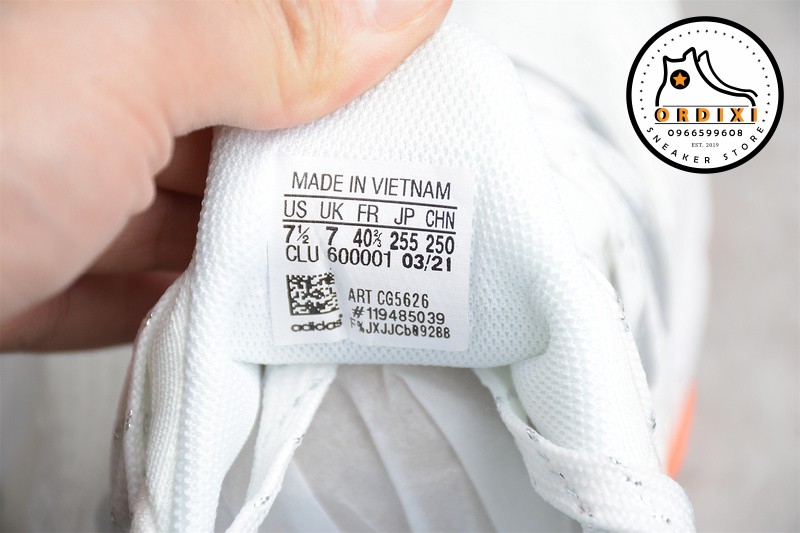 ORDIXI
0966599608
EST. 2019
SNEAKER STORE
MADE IN VIETNAM
US UK FR JP CHN
7½ 7 40⅔ 255 250
CLU 600001 03/21
ART CG5626
#119485039
adidas